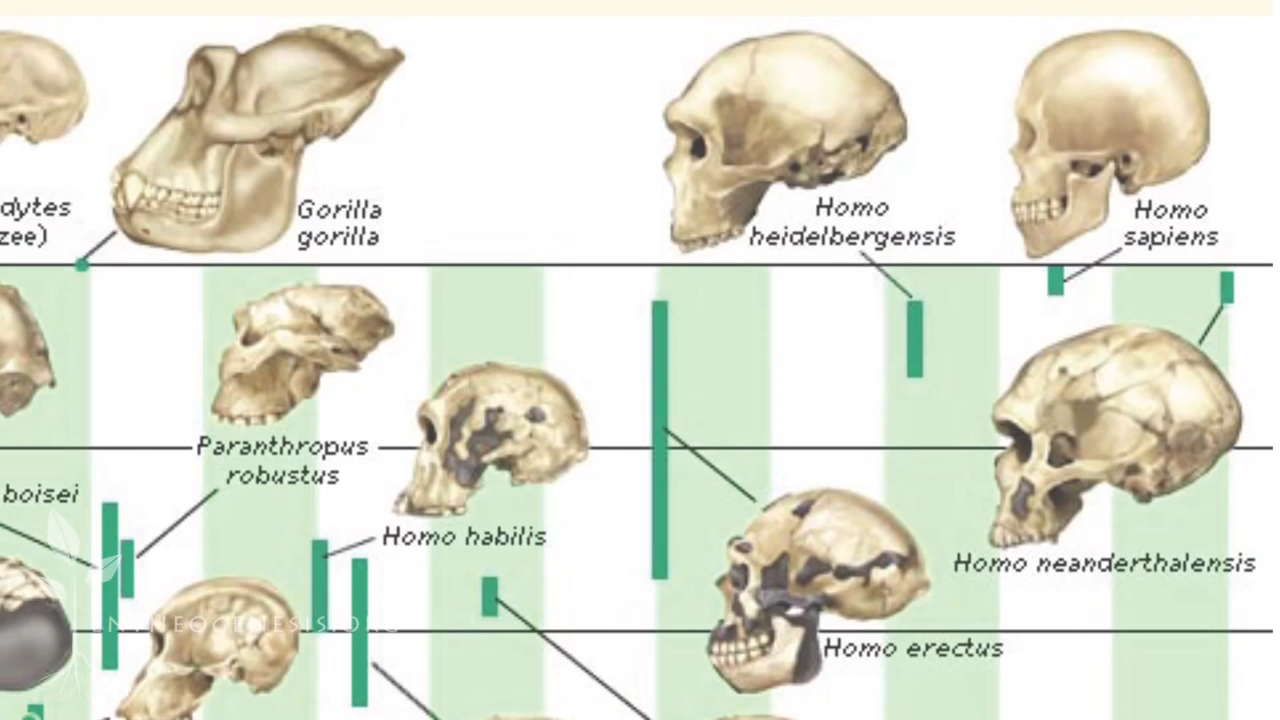 dytes
zee)
Gorilla
gorilla
Homo
heidelbergensis
Homo
sapiens
Paranthropus
robustus
boisei
Homo habilis
Homo neanderthalensis
Homo erectus